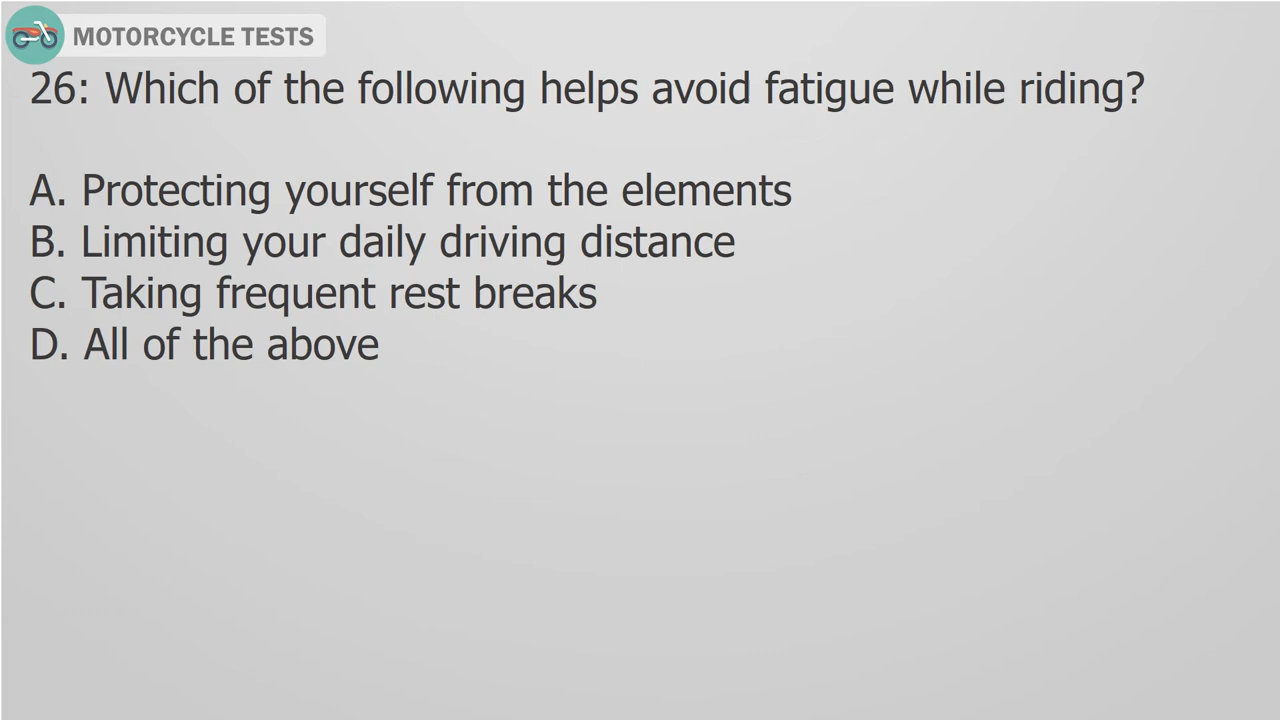 MOTORCYCLE TESTS
26: Which of the following helps avoid fatigue while riding?
A. Protecting yourself from the elements
B. Limiting your daily driving distance
C. Taking frequent rest breaks
D. All of the above